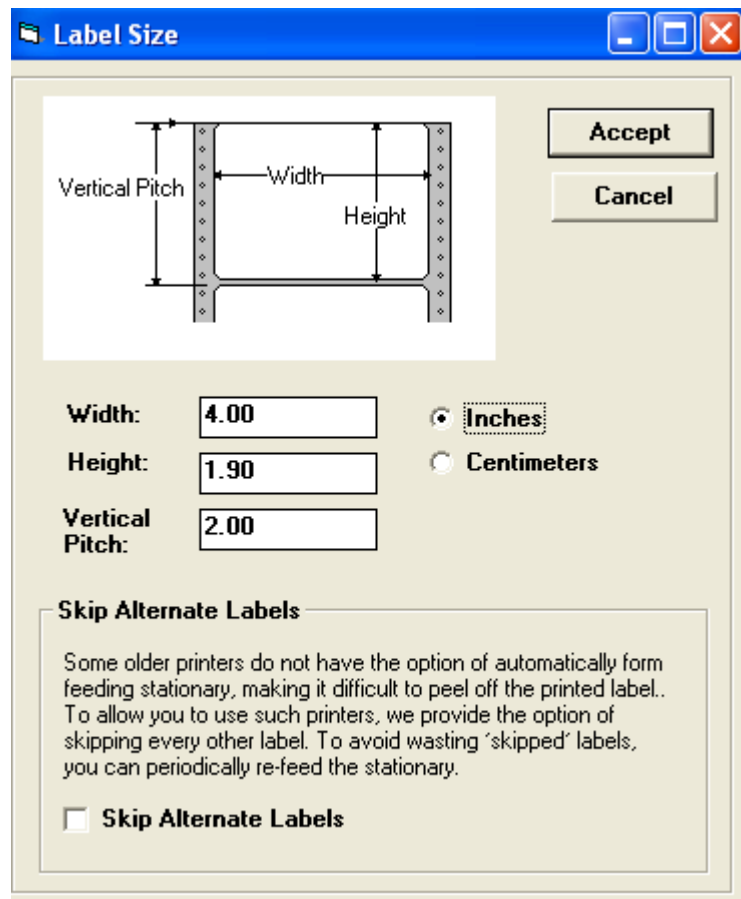 Label Size
Accept
Cancel
Vertical Pitch
Width
Height
Width:
4.00
Inches
Height:
1.90
Centimeters
Vertical
Pitch:
2.00
Skip Alternate Labels
Some older printers do not have the option of automatically form
feeding stationary, making it difficult to peel off the printed label..
To allow you to use such printers, we provide the option of
skipping every other label. To avoid wasting ‘skipped’ labels,
you can periodically re-feed the stationary.
Skip Alternate Labels